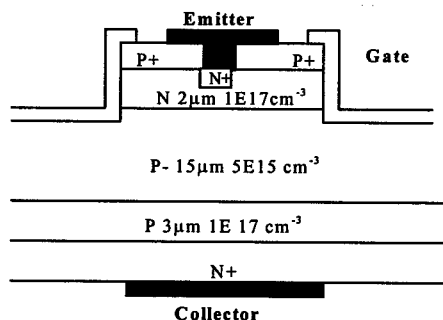 Emitter
P+ P+ Gate
N+
N 2μm 1E17cm⁻³
P- 15μm 5E15 cm⁻³
P 3μm 1E 17 cm⁻³
N+
Collector